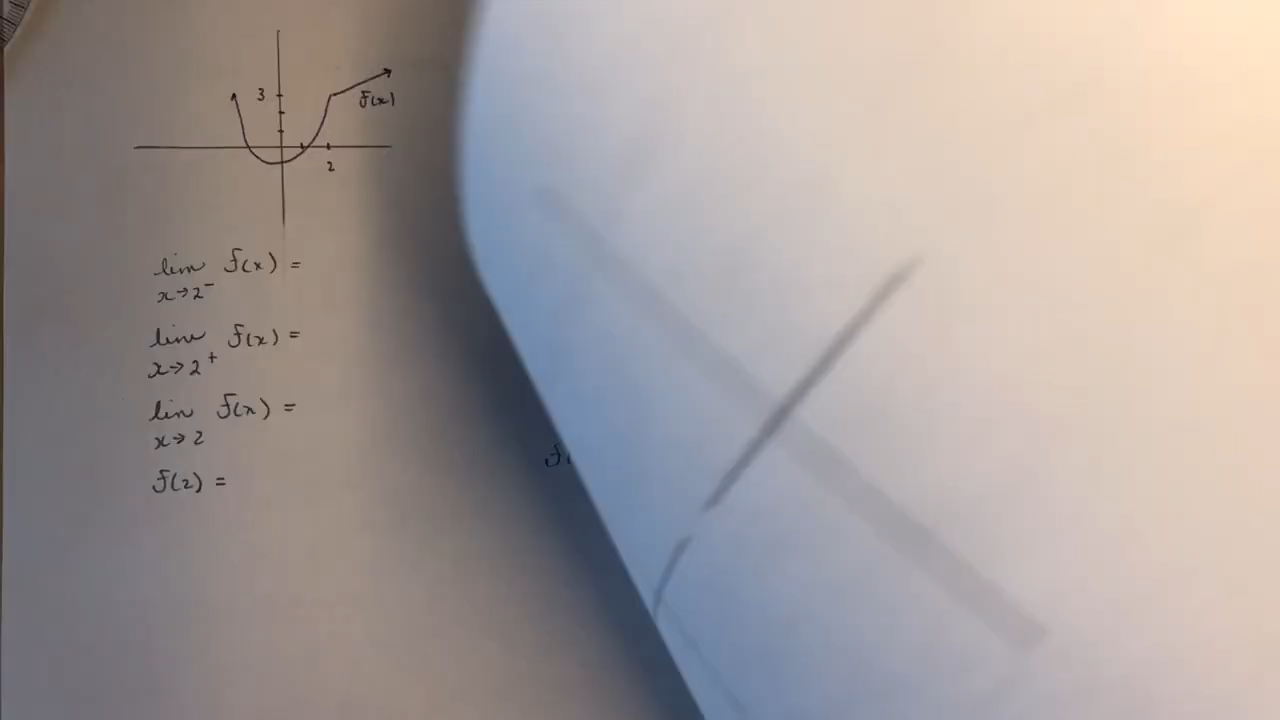 3
f(x)
2
lim f(x) =
x→2⁻
lim f(x) =
x→2⁺
lim f(x) =
x→2
f(2) =